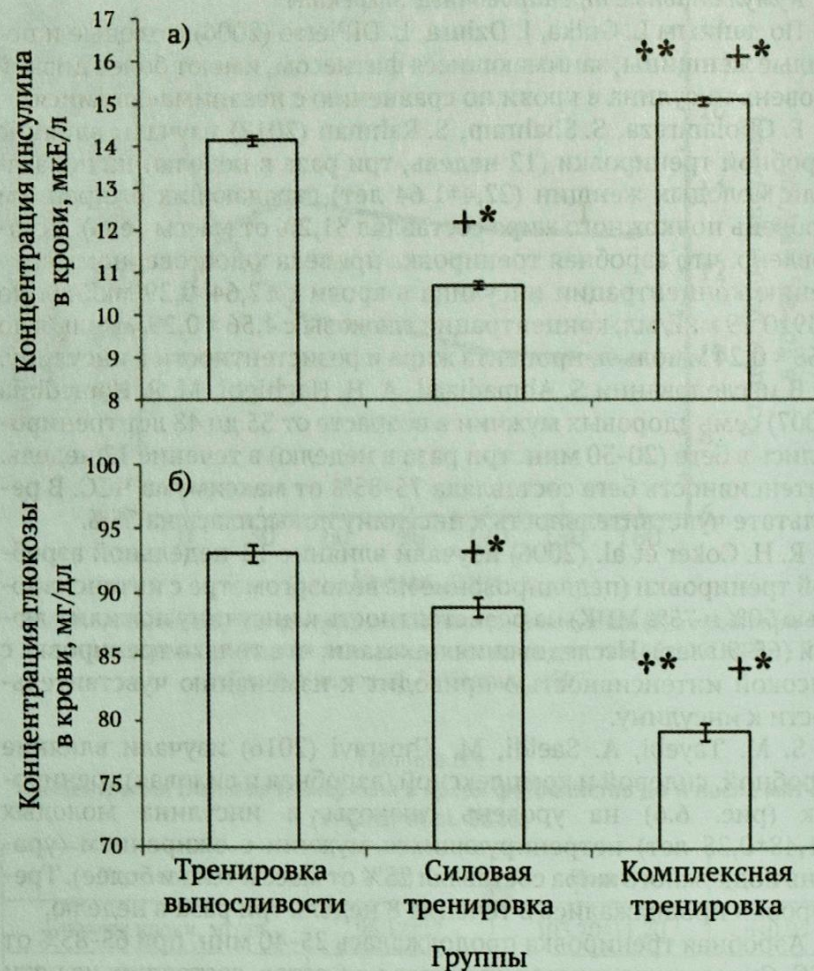 Концентрация инсулина
в крови, мкЕ/л
17
16
15
14
13
12
11
10
9
8
а)
+*
‡* +*
Концентрация глюкозы
в крови, мг/дл
100
95
90
85
80
75
70
б)
+*
‡* +*
Тренировка
выносливости
Силовая
тренировка
Комплексная
тренировка
Группы